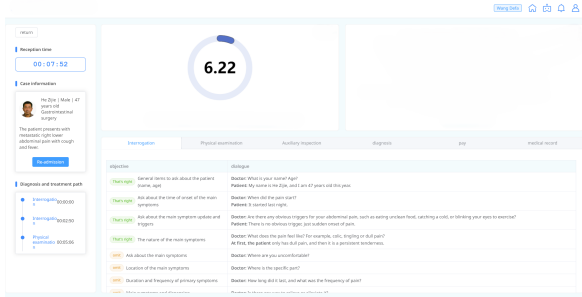 Wang Dafu
return
Reception time
00:07:52
Case information
He Zijie | Male | 47
years old
Gastrointestinal
surgery
The patient presents with
metastatic right lower
abdominal pain with cough
and fever.
Re-admission
Diagnosis and treatment path
Interrogatio
n
00:00:00
Interrogatio
n
00:02:50
Physical
examinatio
n
00:05:06
6.22
Interrogation
Physical examination
Auxiliary inspection
diagnosis
pay
medical record
objective
dialogue
That's right
General items to ask about the patient
(name, age)
Doctor: What is your name? Age?
Patient: My name is He Zijie, and I am 47 years old this year.
That's right
Ask about the time of onset of the main
symptoms
Doctor: When did the pain start?
Patient: It started last night.
That's right
Ask about the main symptom update and
triggers
Doctor: Are there any obvious triggers for your abdominal pain, such as eating unclean food, catching a cold, or blinking your eyes or exercise?
Patient: There is no obvious trigger, just sudden onset of pain.
That's right
The nature of the main symptoms
Doctor: What does the pain feel like? For example, colic, tingling or dull pain?
At first, the patient only has dull pain, and then it is a persistent tenderness.
Ask about the main symptoms
Doctor: Where are you uncomfortable?
Location of the main symptoms
Doctor: Where is the specific pain?
Duration and frequency of primary symptoms
Doctor: How long did it last, and what was the frequency of pain?